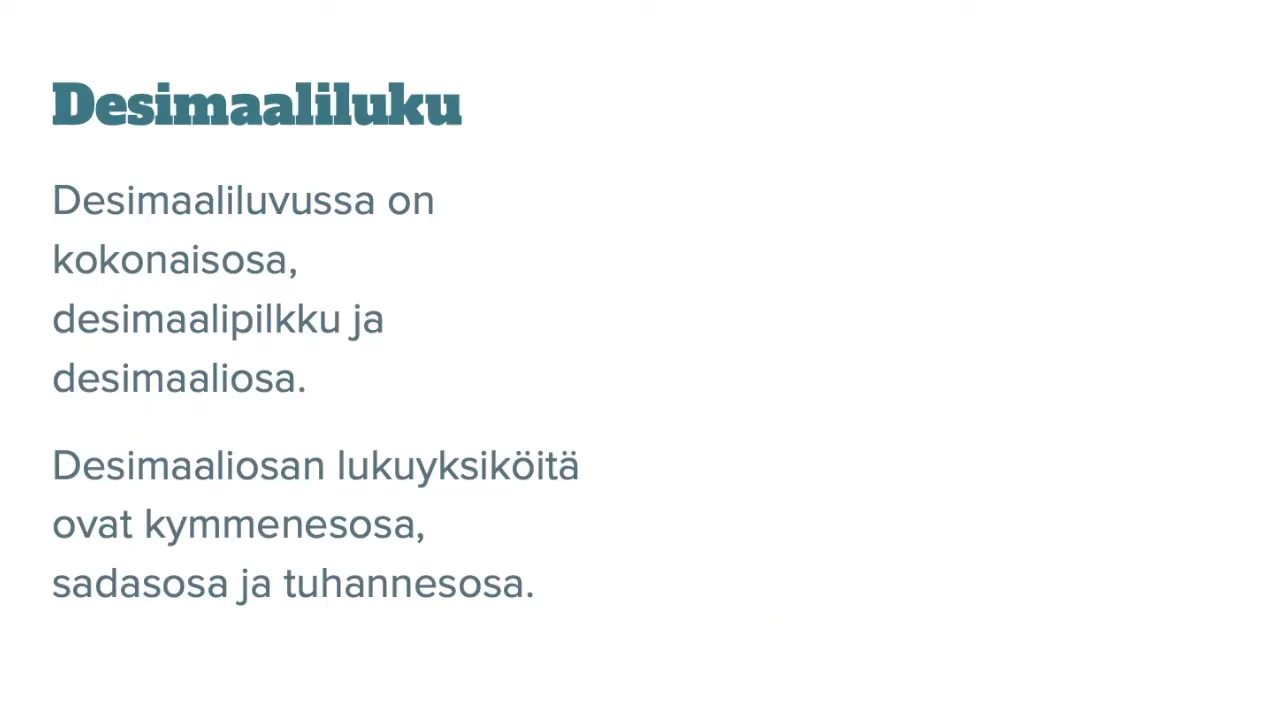 Desimaaliluku
Desimaaliluvussa on
kokonaisosa,
desimaalipilkku ja
desimaaliosa.
Desimaaliosan lukuyksiköitä
ovat kymmenesosa,
sadasosa ja tuhannesosa.